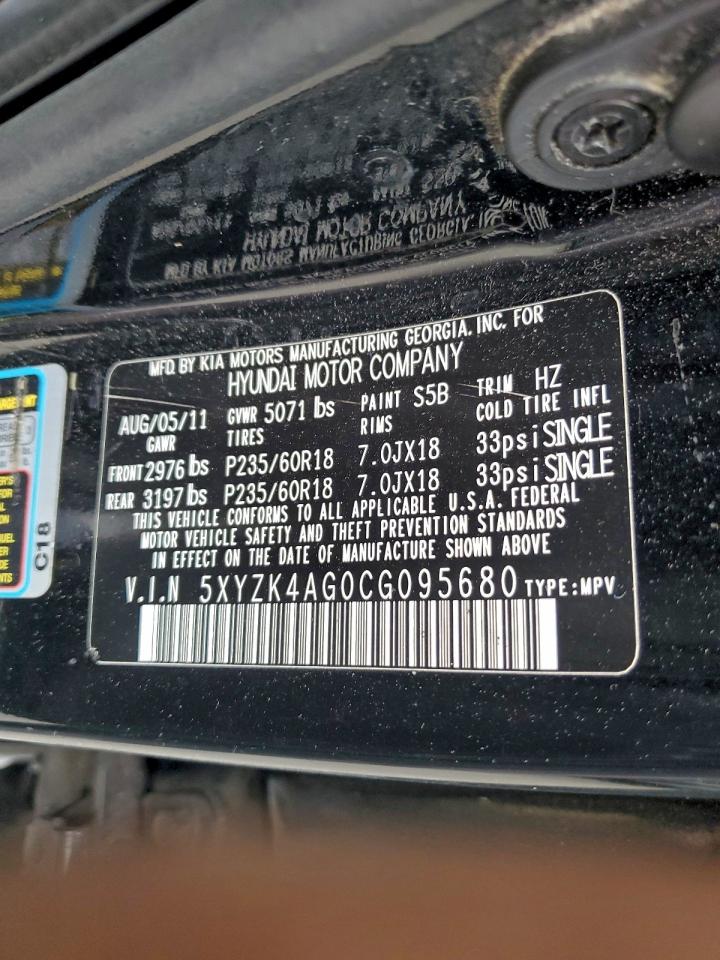 MFD. BY KIA MOTORS MANUFACTURING GEORGIA. INC. FOR
HYUNDAI MOTOR COMPANY
AUG/05/11 GVWR 5071 lbs PAINT S5B TRIM HZ
GAWR TIRES RIMS COLD TIRE INFL
FRONT 2976 lbs P235/60R18 7.0JX18 33psi SINGLE
REAR 3197 lbs P235/60R18 7.0JX18 33psi SINGLE
THIS VEHICLE CONFORMS TO ALL APPLICABLE U.S.A. FEDERAL
MOTOR VEHICLE SAFETY AND THEFT PREVENTION STANDARDS
IN EFFECT ON THE DATE OF MANUFACTURE SHOWN ABOVE
V.I.N 5XYZK4AG0CG095680 TYPE:MPV
C18